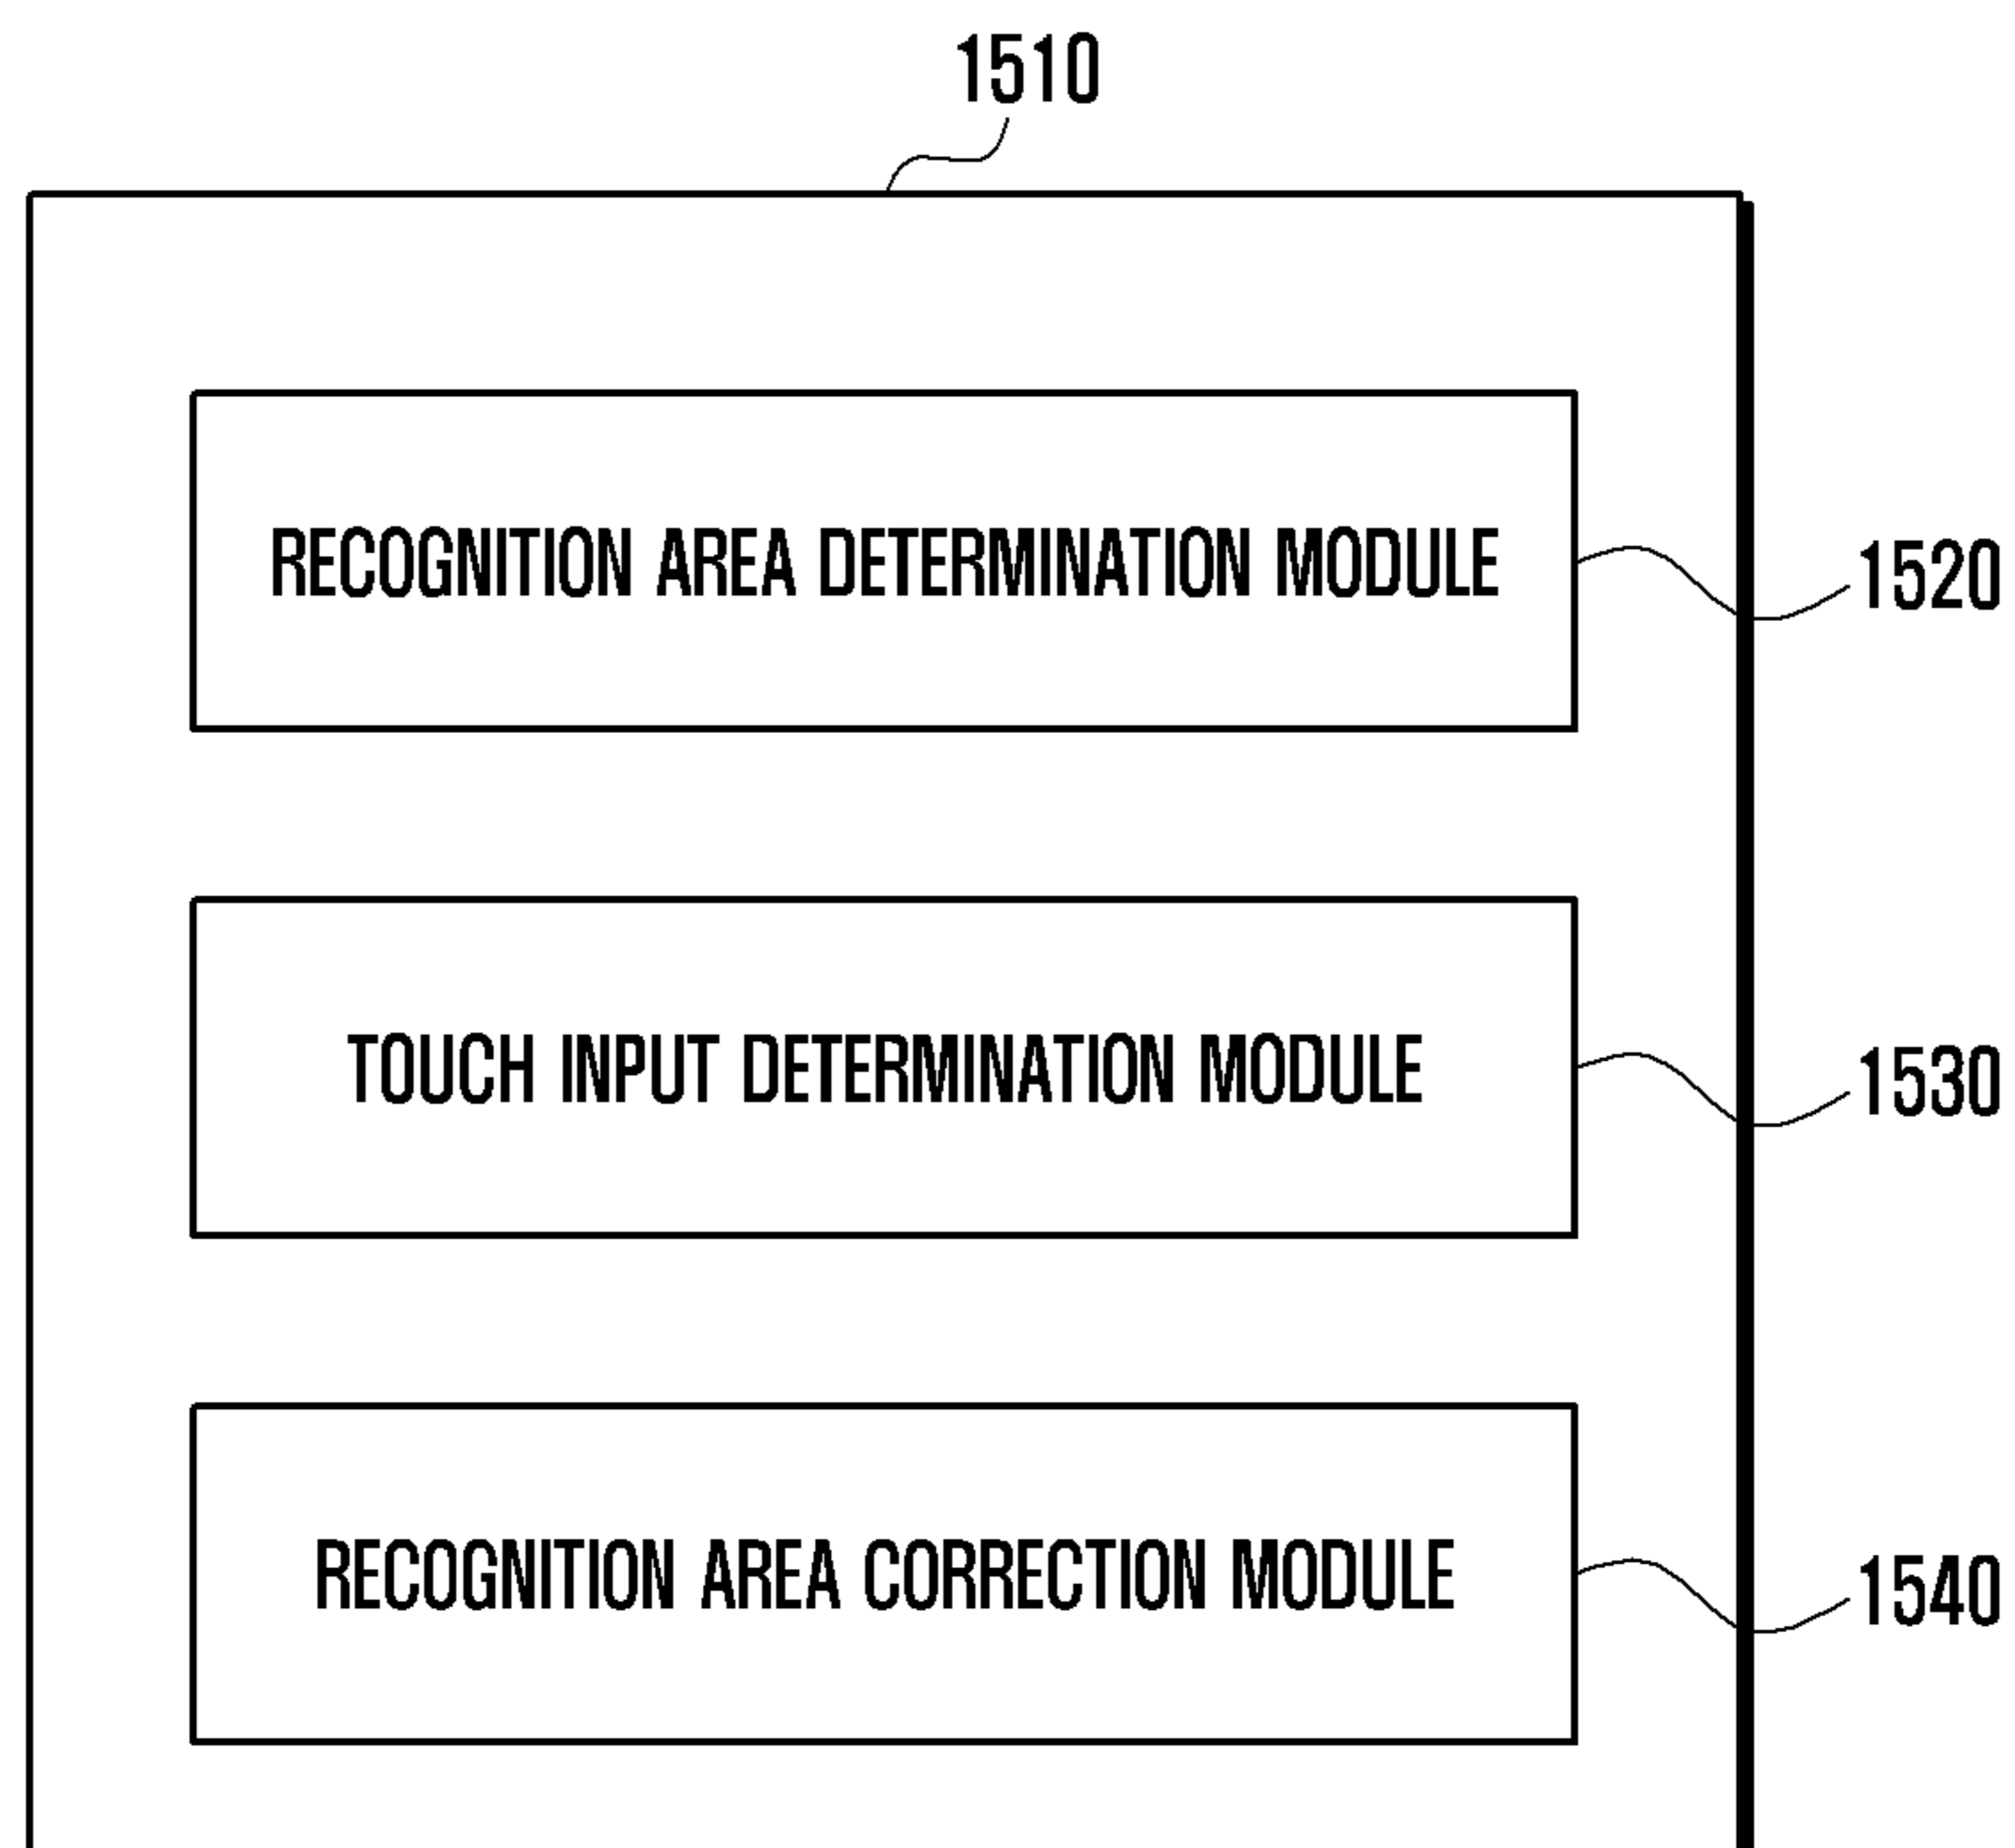 1510
RECOGNITION AREA DETERMINATION MODULE
1520
TOUCH INPUT DETERMINATION MODULE
1530
RECOGNITION AREA CORRECTION MODULE
1540